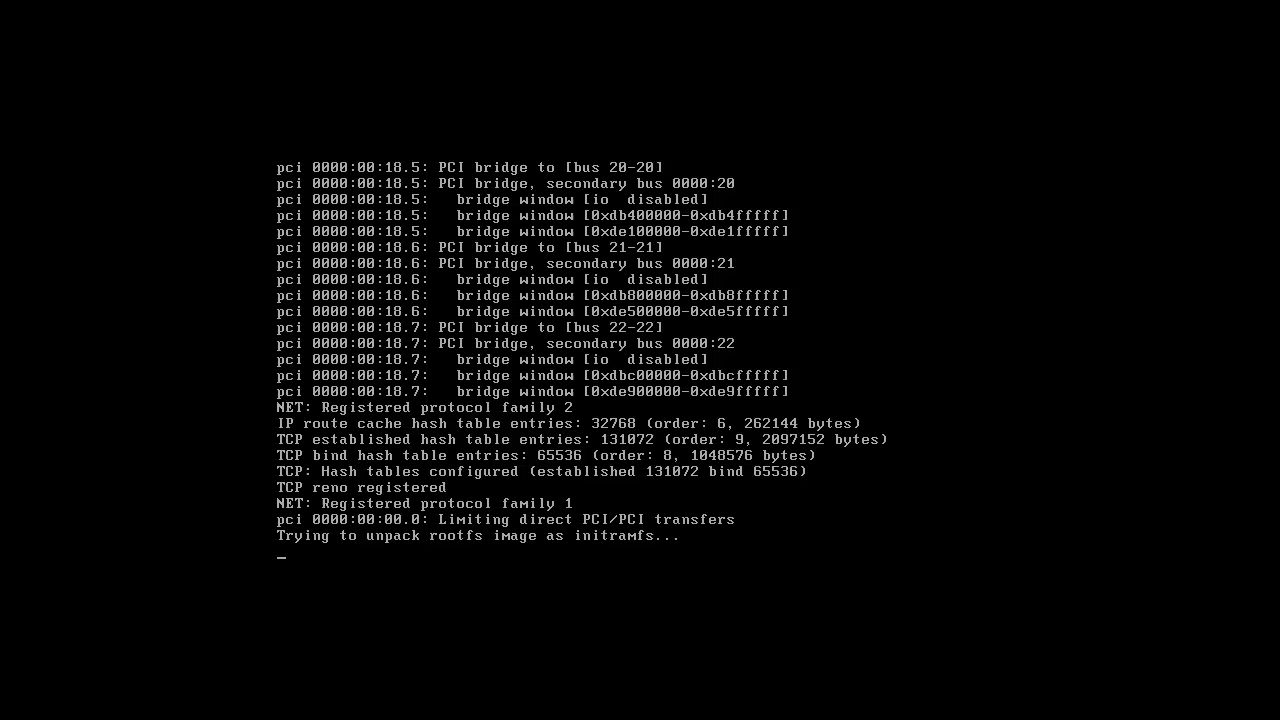 pci 0000:00:18.5: PCI bridge to [bus 20-20]
pci 0000:00:18.5: PCI bridge, secondary bus 0000:20
pci 0000:00:18.5:   bridge window [io  disabled]
pci 0000:00:18.5:   bridge window [0xdb400000-0xdb4fffff]
pci 0000:00:18.5:   bridge window [0xde100000-0xde1fffff]
pci 0000:00:18.6: PCI bridge to [bus 21-21]
pci 0000:00:18.6: PCI bridge, secondary bus 0000:21
pci 0000:00:18.6:   bridge window [io  disabled]
pci 0000:00:18.6:   bridge window [0xdb800000-0xdb8fffff]
pci 0000:00:18.6:   bridge window [0xde500000-0xde5fffff]
pci 0000:00:18.7: PCI bridge to [bus 22-22]
pci 0000:00:18.7: PCI bridge, secondary bus 0000:22
pci 0000:00:18.7:   bridge window [io  disabled]
pci 0000:00:18.7:   bridge window [0xdbc00000-0xdbcfffff]
pci 0000:00:18.7:   bridge window [0xde900000-0xde9fffff]
NET: Registered protocol family 2
IP route cache hash table entries: 32768 (order: 6, 262144 bytes)
TCP established hash table entries: 131072 (order: 9, 2097152 bytes)
TCP bind hash table entries: 65536 (order: 8, 1048576 bytes)
TCP: Hash tables configured (established 131072 bind 65536)
TCP reno registered
NET: Registered protocol family 1
pci 0000:00:00.0: Limiting direct PCI/PCI transfers
Trying to unpack rootfs image as initramfs...
_